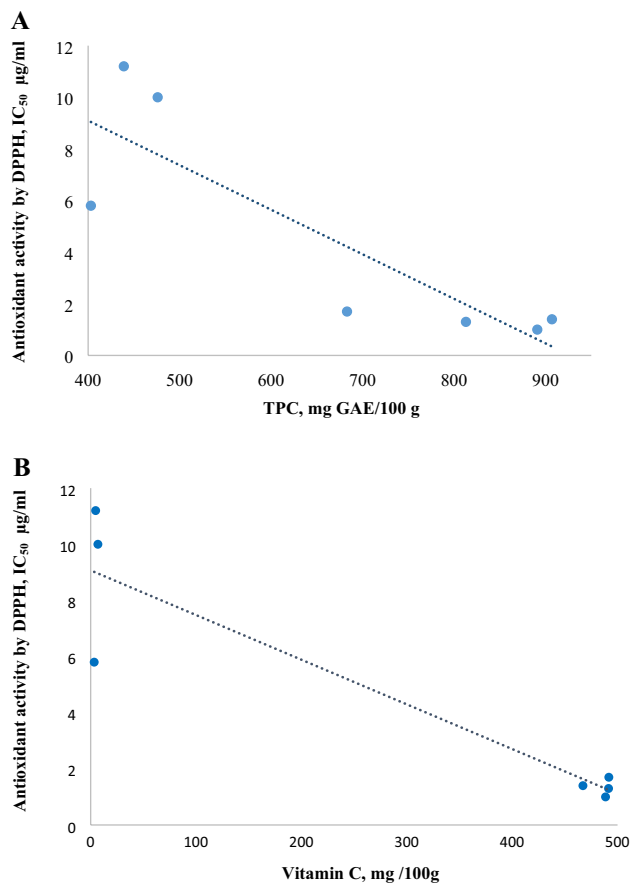 A
Antioxidant activity by DPPH, IC₅₀ µg/ml
12
10
8
6
4
2
0
400 500 600 700 800 900
TPC, mg GAE/100 g
B
Antioxidant activity by DPPH, IC₅₀ µg/ml
12
10
8
6
4
2
0
0 100 200 300 400 500
Vitamin C, mg /100g